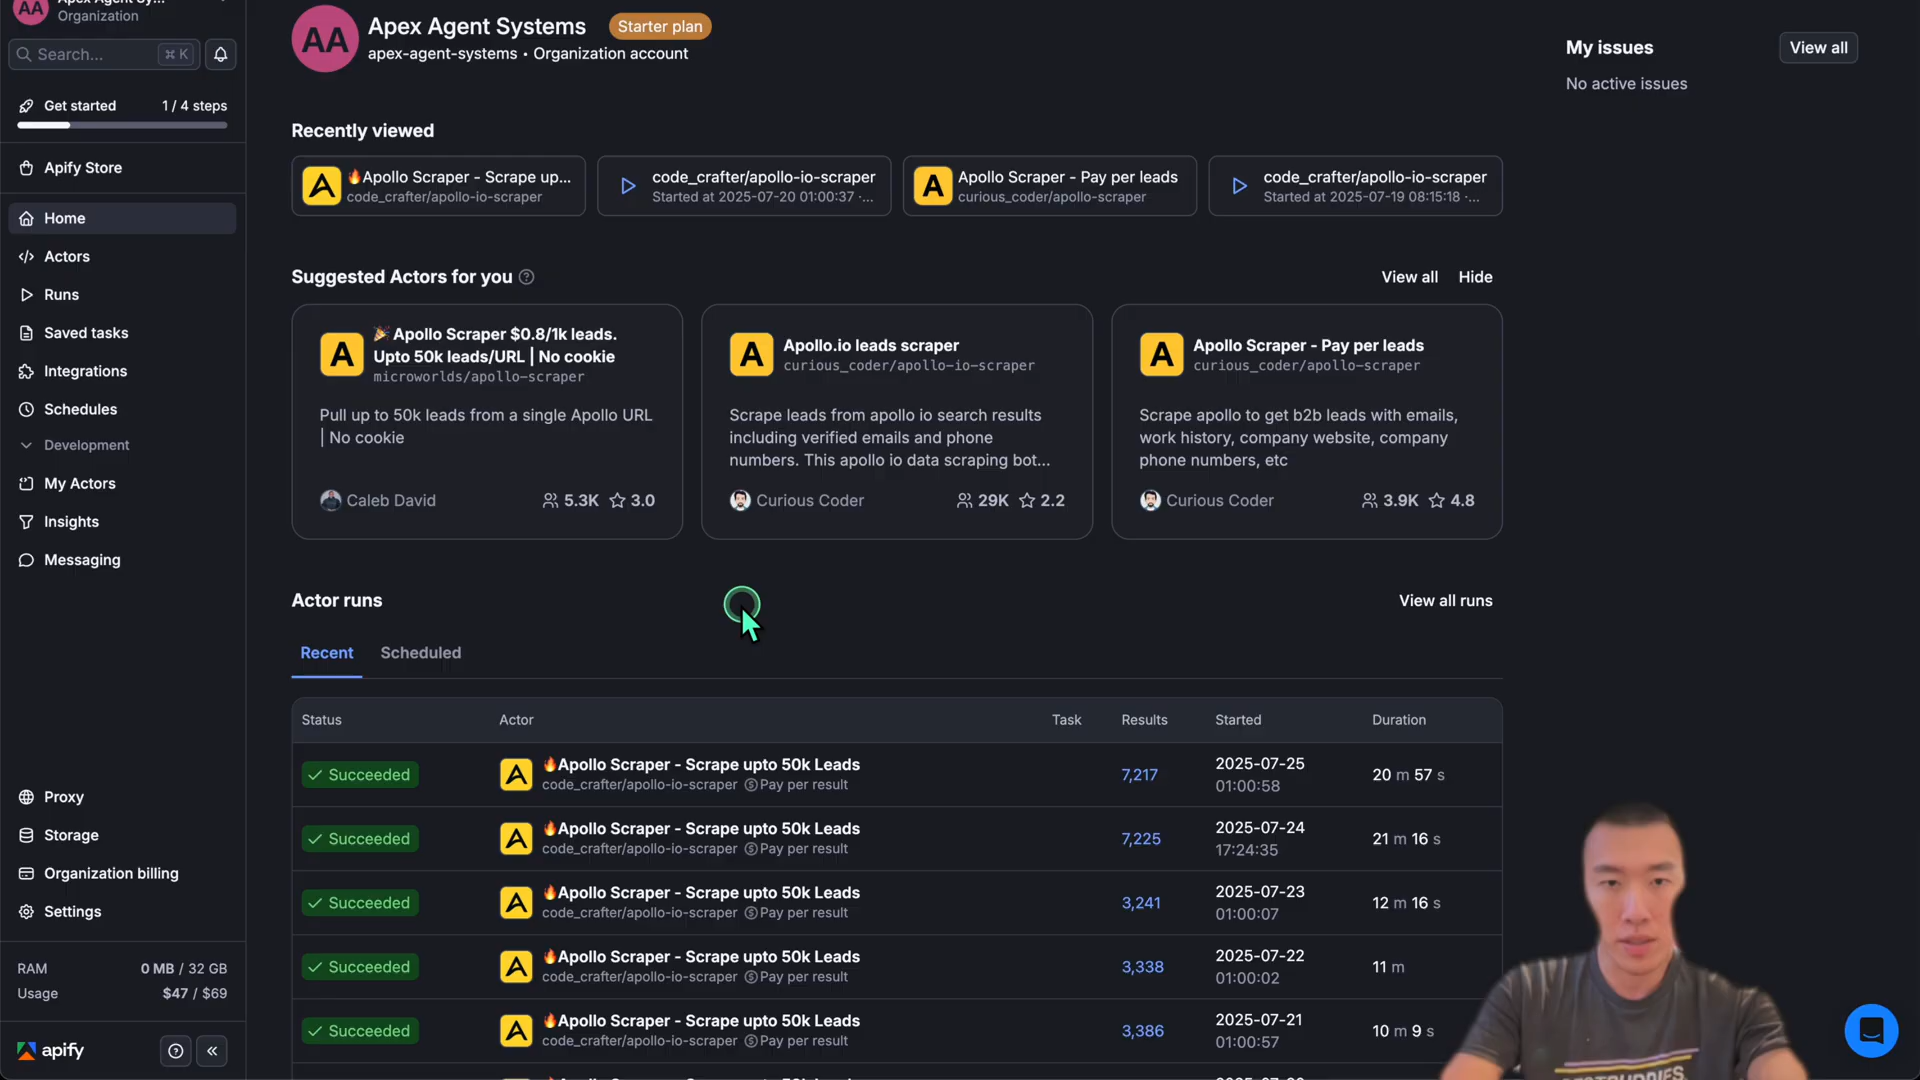 AA
Apex Agent Sy...
Organization
Search...
⌘ K
Get started
1 / 4 steps
Apify Store
Home
Actors
Runs
Saved tasks
Integrations
Schedules
Development
My Actors
Insights
Messaging
Proxy
Storage
Organization billing
Settings
RAM
0 MB / 32 GB
Usage
$47 / $69
apify
AA
Apex Agent Systems
Starter plan
apex-agent-systems • Organization account
Recently viewed
🔥Apollo Scraper - Scrape up...
code_crafter/apollo-io-scraper
code_crafter/apollo-io-scraper
Started at 2025-07-20 01:00:37 ·...
A
Apollo Scraper - Pay per leads
curious_coder/apollo-scraper
code_crafter/apollo-io-scraper
Started at 2025-07-19 08:15:18 ·...
Suggested Actors for you
View all
Hide
A
🎉Apollo Scraper $0.8/1k leads.
Upto 50k leads/URL | No cookie
microworlds/apollo-scraper
Pull up to 50k leads from a single Apollo URL
| No cookie
Caleb David
5.3K
3.0
A
Apollo.io leads scraper
curious_coder/apollo-io-scraper
Scrape leads from apollo io search results
including verified emails and phone
numbers. This apollo io data scraping bot...
Curious Coder
29K
2.2
A
Apollo Scraper - Pay per leads
curious_coder/apollo-scraper
Scrape apollo to get b2b leads with emails,
work history, company website, company
phone numbers, etc
Curious Coder
3.9K
4.8
Actor runs
View all runs
Recent
Scheduled
Status
Actor
Task
Results
Started
Duration
Succeeded
🔥Apollo Scraper - Scrape upto 50k Leads
code_crafter/apollo-io-scraper Pay per result
7,217
2025-07-25
01:00:58
20 m 57 s
Succeeded
🔥Apollo Scraper - Scrape upto 50k Leads
code_crafter/apollo-io-scraper Pay per result
7,225
2025-07-24
17:24:35
21 m 16 s
Succeeded
🔥Apollo Scraper - Scrape upto 50k Leads
code_crafter/apollo-io-scraper Pay per result
3,241
2025-07-23
01:00:07
12 m 16 s
Succeeded
🔥Apollo Scraper - Scrape upto 50k Leads
code_crafter/apollo-io-scraper Pay per result
3,338
2025-07-22
01:00:02
11 m
Succeeded
🔥Apollo Scraper - Scrape upto 50k Leads
code_crafter/apollo-io-scraper Pay per result
3,386
2025-07-21
01:00:57
10 m 9 s
My issues
View all
No active issues